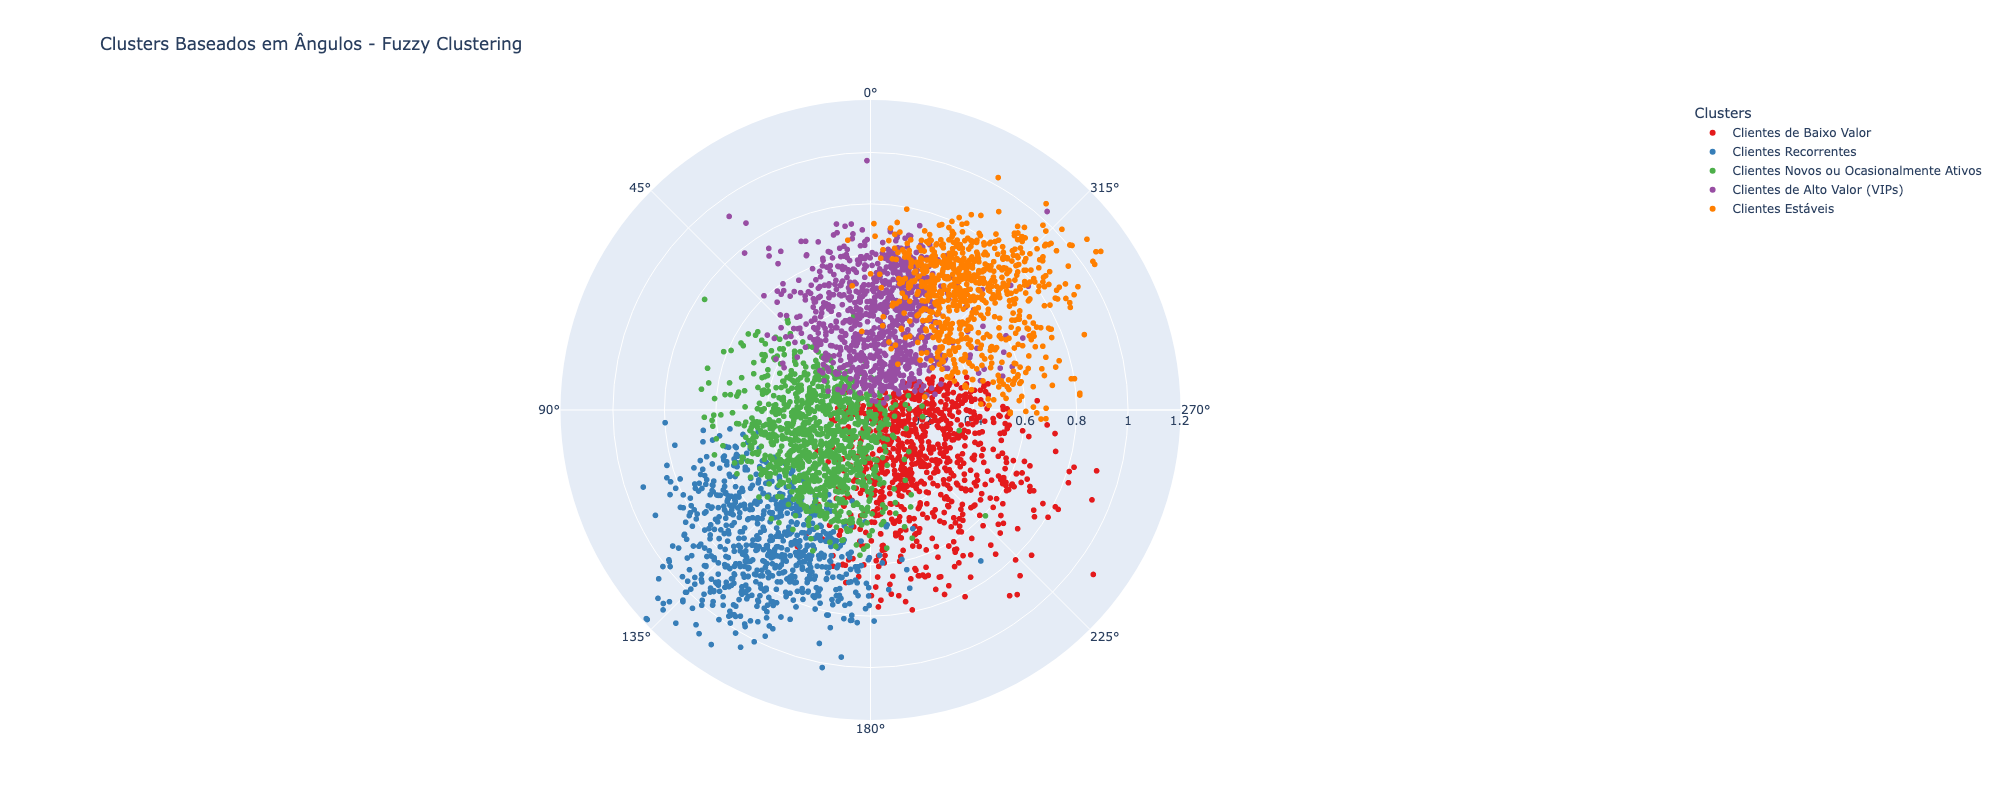 Clusters Baseados em Ângulos - Fuzzy Clustering
0°
Clusters
Clientes de Baixo Valor
Clientes Recorrentes
Clientes Novos ou Ocasionalmente Ativos
Clientes de Alto Valor (VIPs)
Clientes Estáveis
45°
315°
90°
270°
0.6
0.8
1
1.2
135°
225°
180°